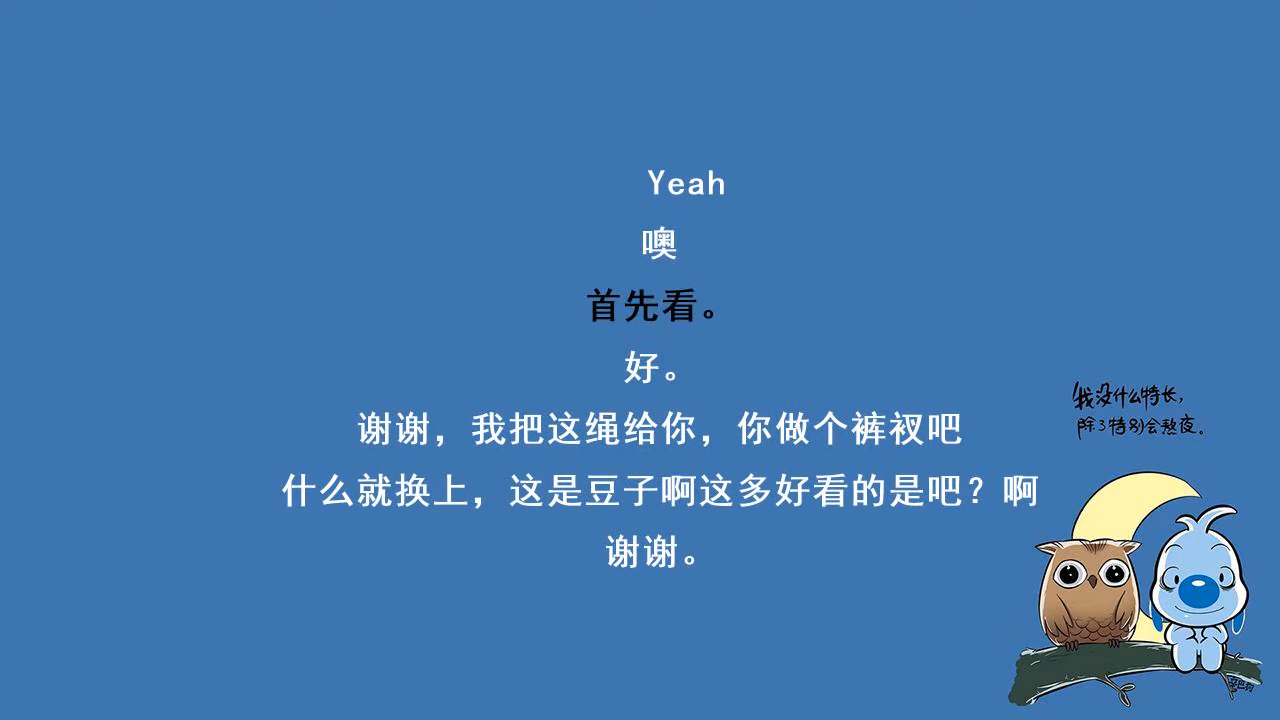 Yeah
噢
首先看。
好。
谢谢，我把这绳给你，你做个裤衩吧
什么就换上，这是豆子啊这多好看的是吧？啊
谢谢。
我没什么特长，
除了特别会熬夜。